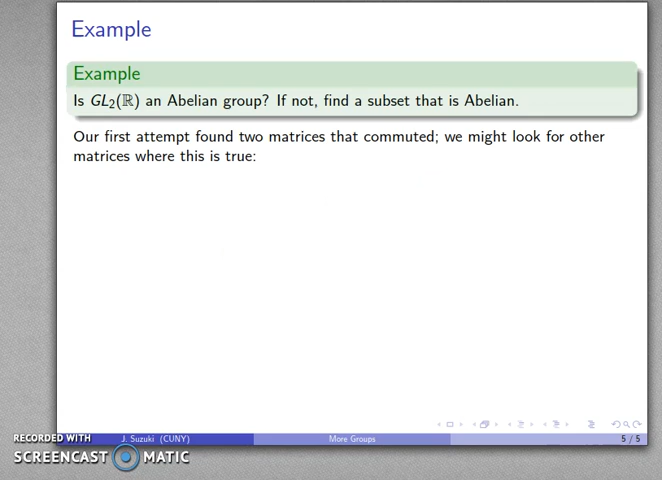 Example
Example
Is GL₂(ℝ) an Abelian group? If not, find a subset that is Abelian.
Our first attempt found two matrices that commuted; we might look for other
matrices where this is true:
J. Suzuki (CUNY) More Groups 5 / 5
RECORDED WITH
SCREENCAST MATIC